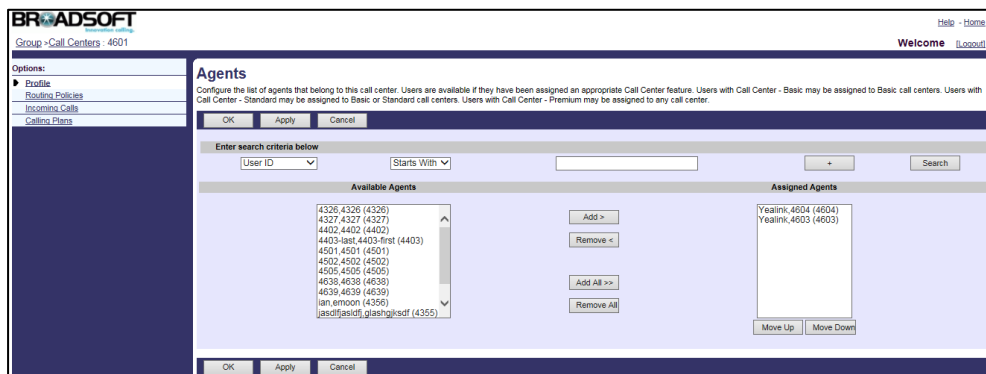 BROADSOFT
innovation calling.
Help - Home
Group >Call Centers : 4601
Welcome [Logout]
Options:
Profile
Routing Policies
Incoming Calls
Calling Plans
Agents
Configure the list of agents that belong to this call center. Users are available if they have been assigned an appropriate Call Center feature. Users with Call Center - Basic may be assigned to Basic call centers. Users with
Call Center - Standard may be assigned to Basic or Standard call centers. Users with Call Center - Premium may be assigned to any call center.
OK Apply Cancel
Enter search criteria below
User ID Starts With + Search
Available Agents Assigned Agents
4326,4326 (4326)
4327,4327 (4327)
4402,4402 (4402)
4403-last,4403-first (4403)
4501,4501 (4501)
4502,4502 (4502)
4505,4505 (4505)
4638,4638 (4638)
4639,4639 (4639)
ian,emoon (4356)
jasdlfjasldfj,glashgjksdf (4355)
Add >
Remove <
Add All >>
Remove All
Yealink,4604 (4604)
Yealink,4603 (4603)
Move Up Move Down
OK Apply Cancel